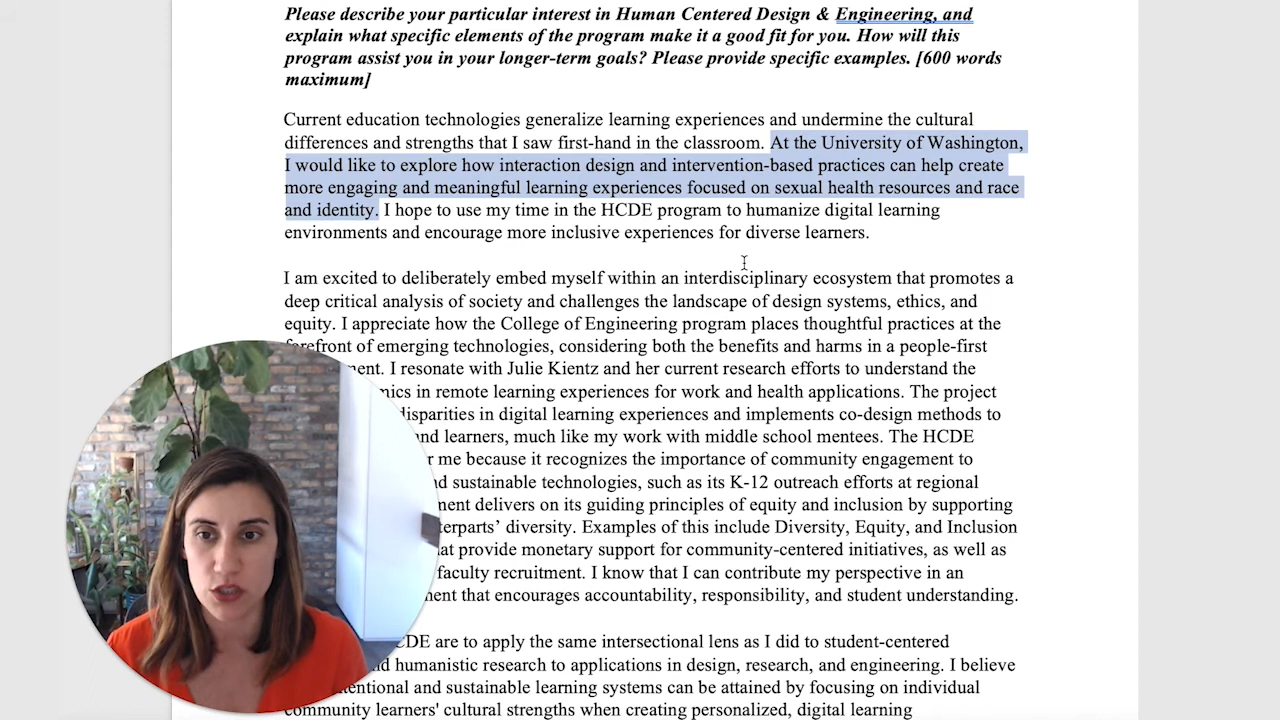 Please describe your particular interest in Human Centered Design & Engineering, and
explain what specific elements of the program make it a good fit for you. How will this
program assist you in your longer-term goals? Please provide specific examples. [600 words
maximum]
Current education technologies generalize learning experiences and undermine the cultural
differences and strengths that I saw first-hand in the classroom. At the University of Washington,
I would like to explore how interaction design and intervention-based practices can help create
more engaging and meaningful learning experiences focused on sexual health resources and race
and identity. I hope to use my time in the HCDE program to humanize digital learning
environments and encourage more inclusive experiences for diverse learners.
I am excited to deliberately embed myself within an interdisciplinary ecosystem that promotes a
deep critical analysis of society and challenges the landscape of design systems, ethics, and
equity. I appreciate how the College of Engineering program places thoughtful practices at the
forefront of emerging technologies, considering both the benefits and harms in a people-first
I resonate with Julie Kientz and her current research efforts to understand the
in remote learning experiences for work and health applications. The project
disparities in digital learning experiences and implements co-design methods to
learners, much like my work with middle school mentees. The HCDE
me because it recognizes the importance of community engagement to
sustainable technologies, such as its K-12 outreach efforts at regional
delivers on its guiding principles of equity and inclusion by supporting
diversity. Examples of this include Diversity, Equity, and Inclusion
that provide monetary support for community-centered initiatives, as well as
faculty recruitment. I know that I can contribute my perspective in an
that encourages accountability, responsibility, and student understanding.
are to apply the same intersectional lens as I did to student-centered
humanistic research to applications in design, research, and engineering. I believe
and sustainable learning systems can be attained by focusing on individual
community learners' cultural strengths when creating personalized, digital learning